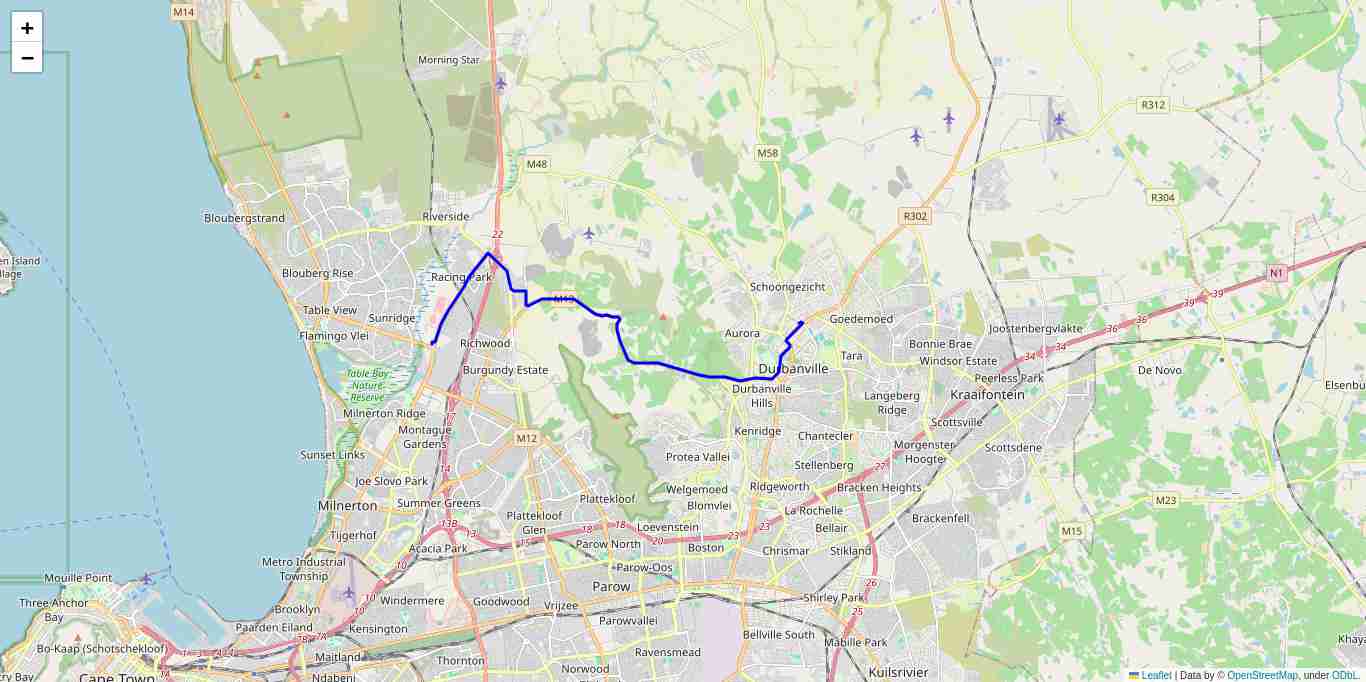 +
−
M14
Morning Star
R312
M58
M48
R304
Bloubergstrand
Riverside
R302
22
en Island
llage
Blouberg Rise
Racing Park
N1
Schoongezicht
M13
39
39
Table View
Sunridge
Goedemoed
36
Joostenbergvlakte
Flamingo Vlei
Richwood
Aurora
Bonnie Brae
34
34
Tara
Windsor Estate
Table Bay
Nature
Reserve
Burgundy Estate
Durbanville
Peerless Park
De Novo
Elsenbu
Durbanville
Hills
Langeberg
Ridge
Kraaifontein
Milnerton Ridge
Montague
Gardens
M12
Kenridge
Chantecler
Scottsville
Morgenster
Hoogte
Scottsdene
Sunset Links
Protea Vallei
14
Stellenberg
27
Joe Slovo Park
Welgemoed
Ridgeworth
Bracken Heights
Milnerton
Summer Greens
Plattekloof
Blomvlei
La Rochelle
M23
Plattekloof
Glen
Brackenfell
13B
13
15
18
18
Loevenstein
23
23
Bellair
M15
Tijgerhof
Acacia Park
Parow North
20
Boston
Chrismar
Stikland
Metro Industrial
Township
10
Parow-Oos
Mouille Point
Parow
26
Three Anchor
Bay
Brooklyn
10
Windermere
Goodwood
Vrijzee
Shirley Park
25
Paarden Eiland
Kensington
Parowvallei
Bellville South
Mabille Park
Khaya
Bo-Kaap (Schotschekloof)
1
1
4
7B
7A
Maitland
Thornton
Ravensmead
Norwood
Kuilsrivier
ry Bay
Cape Town
Ndabeni
Leaflet | Data by © OpenStreetMap, under ODbL.